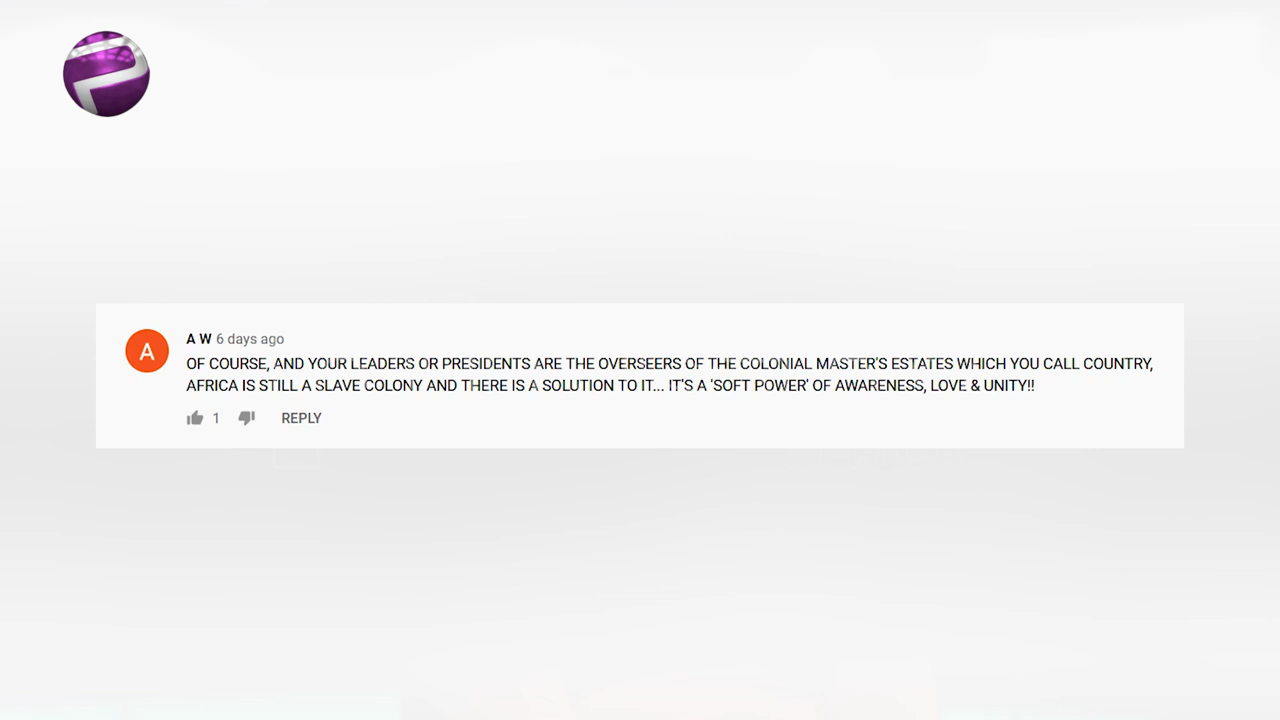 A
A W 6 days ago
OF COURSE, AND YOUR LEADERS OR PRESIDENTS ARE THE OVERSEERS OF THE COLONIAL MASTER'S ESTATES WHICH YOU CALL COUNTRY,
AFRICA IS STILL A SLAVE COLONY AND THERE IS A SOLUTION TO IT... IT'S A 'SOFT POWER' OF AWARENESS, LOVE & UNITY!!
1 REPLY